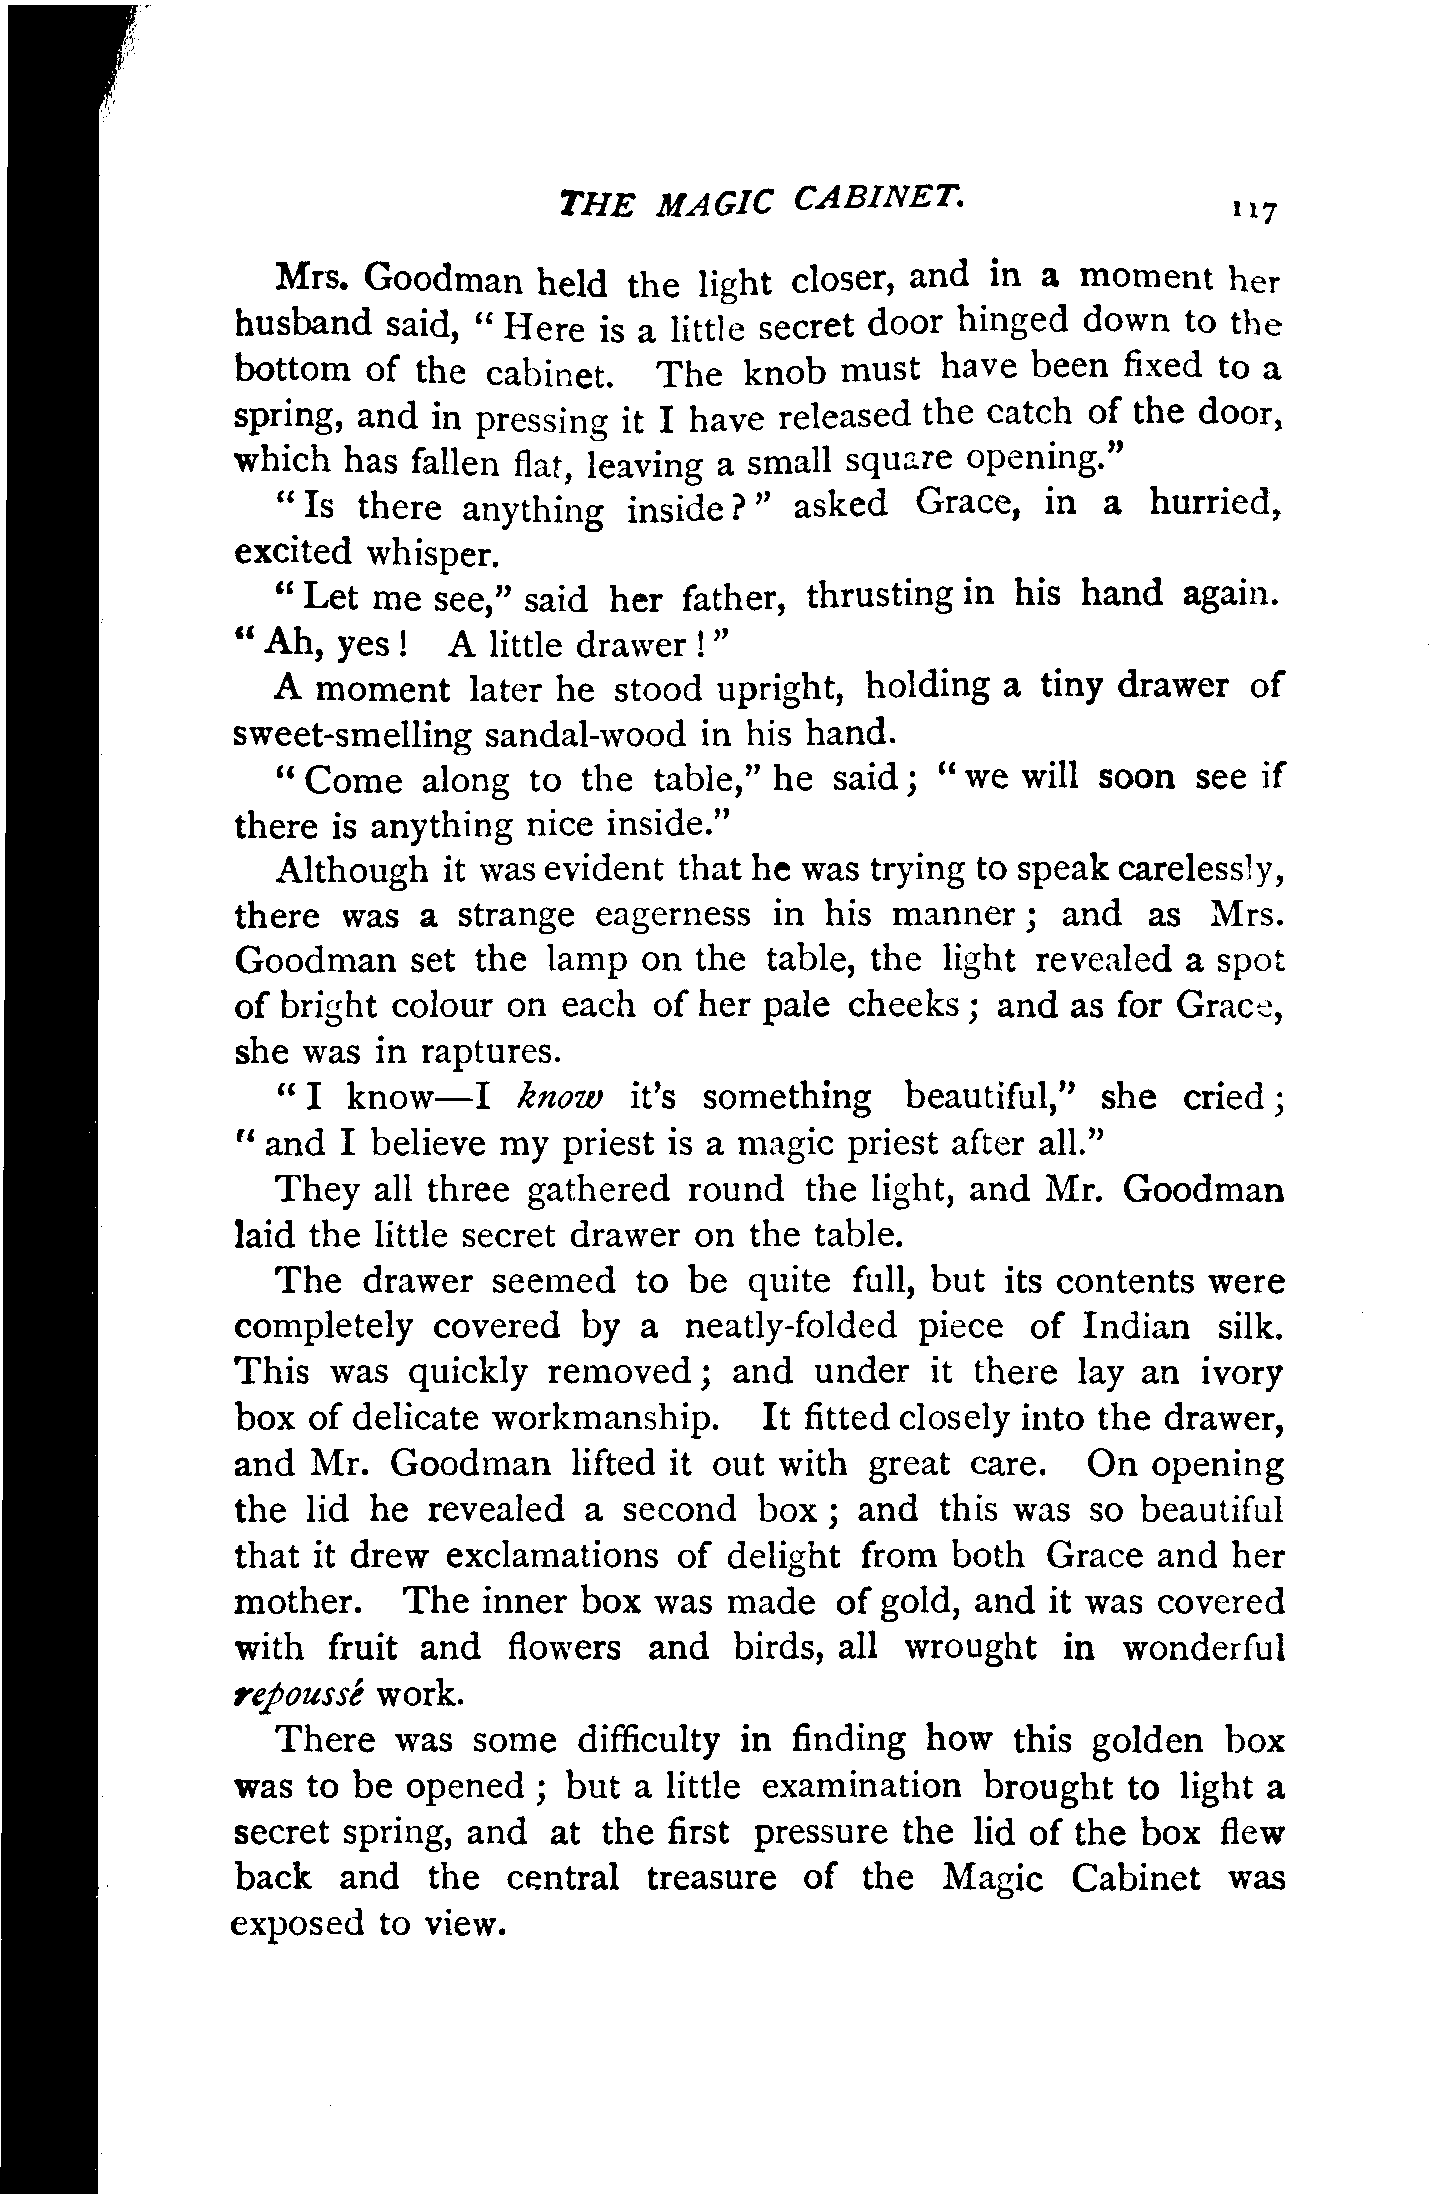 THE MAGIC CABINET. 117
Mrs. Goodman held the light closer, and in a moment her
husband said, “ Here is a little secret door hinged down to the
bottom of the cabinet. The knob must have been fixed to a
spring, and in pressing it I have released the catch of the door,
which has fallen flat, leaving a small square opening.”
“ Is there anything inside? ” asked Grace, in a hurried,
excited whisper.
“ Let me see,” said her father, thrusting in his hand again.
“ Ah, yes ! A little drawer ! ”
A moment later he stood upright, holding a tiny drawer of
sweet-smelling sandal-wood in his hand.
“ Come along to the table,” he said ; “ we will soon see if
there is anything nice inside.”
Although it was evident that he was trying to speak carelessly,
there was a strange eagerness in his manner ; and as Mrs.
Goodman set the lamp on the table, the light revealed a spot
of bright colour on each of her pale cheeks ; and as for Grace,
she was in raptures.
“ I know—I know it's something beautiful,” she cried ;
“ and I believe my priest is a magic priest after all.”
They all three gathered round the light, and Mr. Goodman
laid the little secret drawer on the table.
The drawer seemed to be quite full, but its contents were
completely covered by a neatly-folded piece of Indian silk.
This was quickly removed ; and under it there lay an ivory
box of delicate workmanship. It fitted closely into the drawer,
and Mr. Goodman lifted it out with great care. On opening
the lid he revealed a second box ; and this was so beautiful
that it drew exclamations of delight from both Grace and her
mother. The inner box was made of gold, and it was covered
with fruit and flowers and birds, all wrought in wonderful
repoussé work.
There was some difficulty in finding how this golden box
was to be opened ; but a little examination brought to light a
secret spring, and at the first pressure the lid of the box flew
back and the central treasure of the Magic Cabinet was
exposed to view.